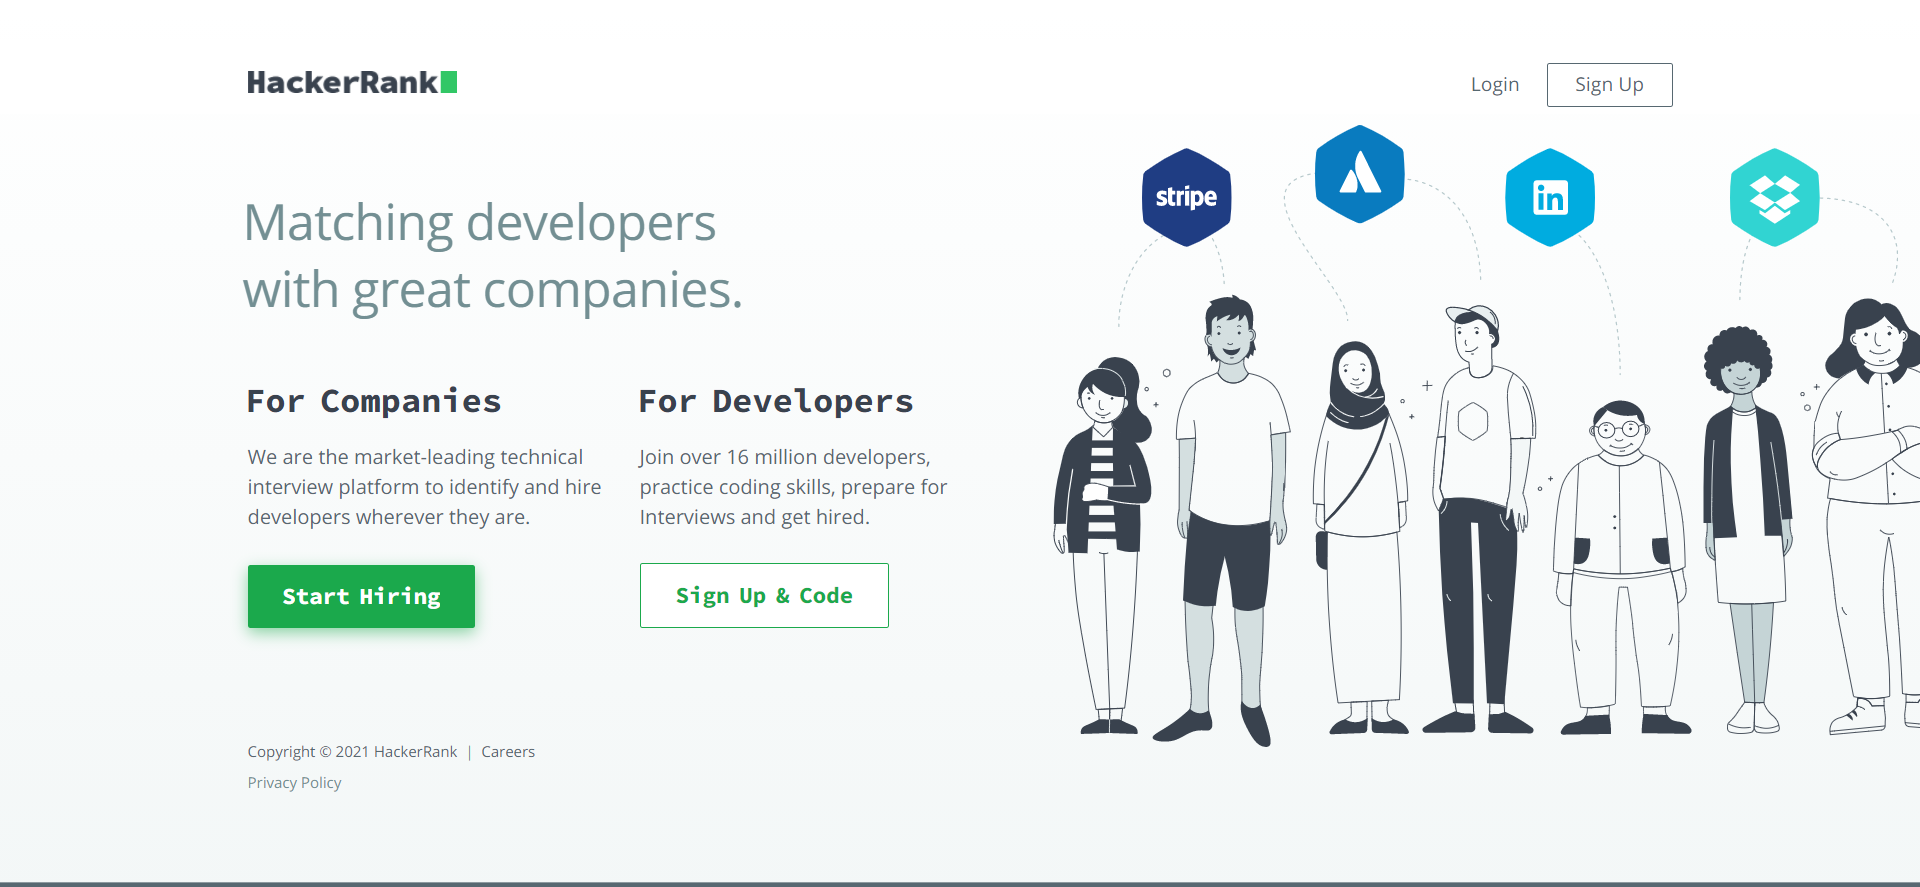 HackerRank
Login
Sign Up
stripe
in
Matching developers
with great companies.
For Companies
We are the market-leading technical
interview platform to identify and hire
developers wherever they are.
Start Hiring
For Developers
Join over 16 million developers,
practice coding skills, prepare for
Interviews and get hired.
Sign Up & Code
Copyright © 2021 HackerRank | Careers
Privacy Policy